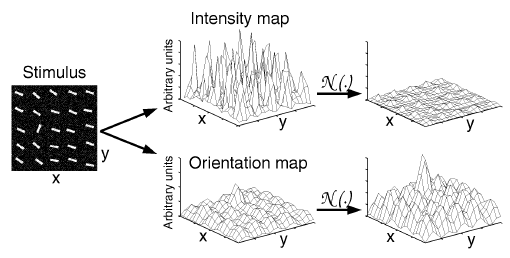 Intensity map
Stimulus
Arbitrary units
x
y
N(.)
x
y
x
y
Orientation map
Arbitrary units
x
y
N(.)
x
y